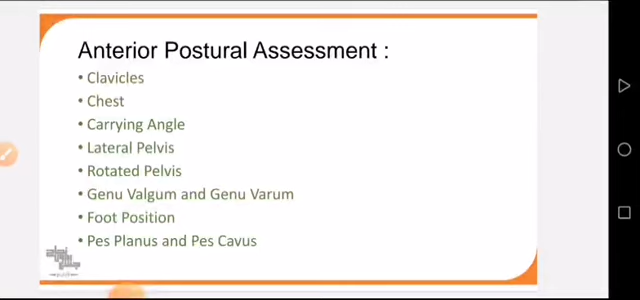 Anterior Postural Assessment :
• Clavicles
• Chest
• Carrying Angle
• Lateral Pelvis
• Rotated Pelvis
• Genu Valgum and Genu Varum
• Foot Position
• Pes Planus and Pes Cavus